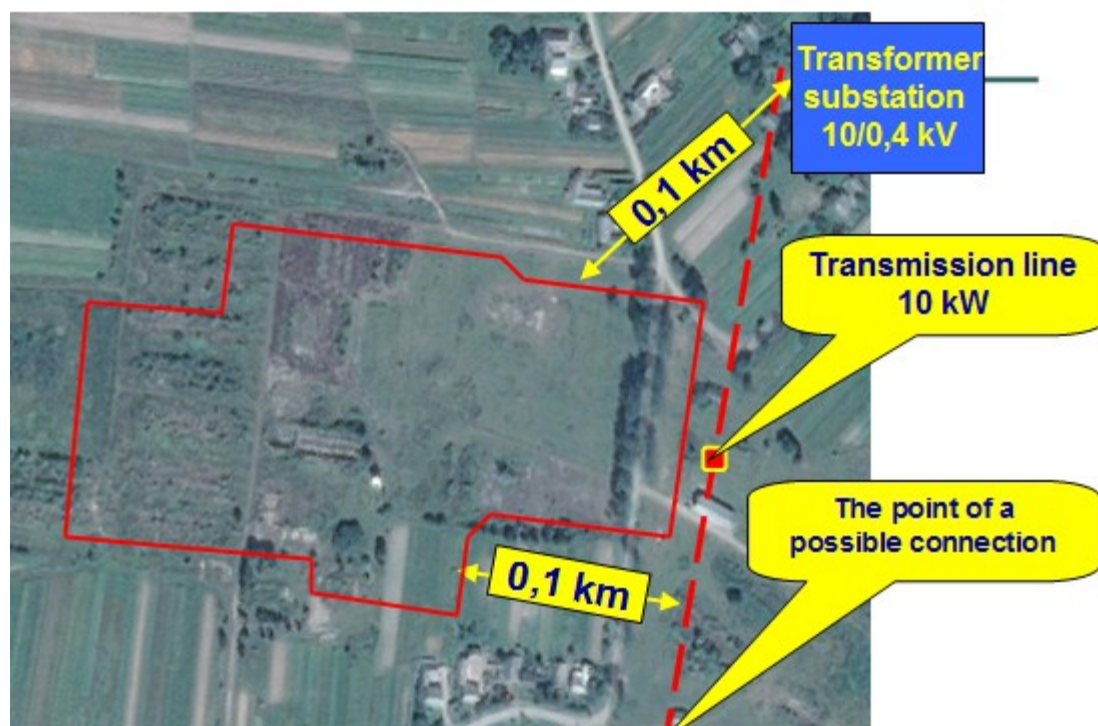 Transformer
substation
10/0,4 kV
0,1 km
Transmission line
10 kW
The point of a
possible connection
0,1 km